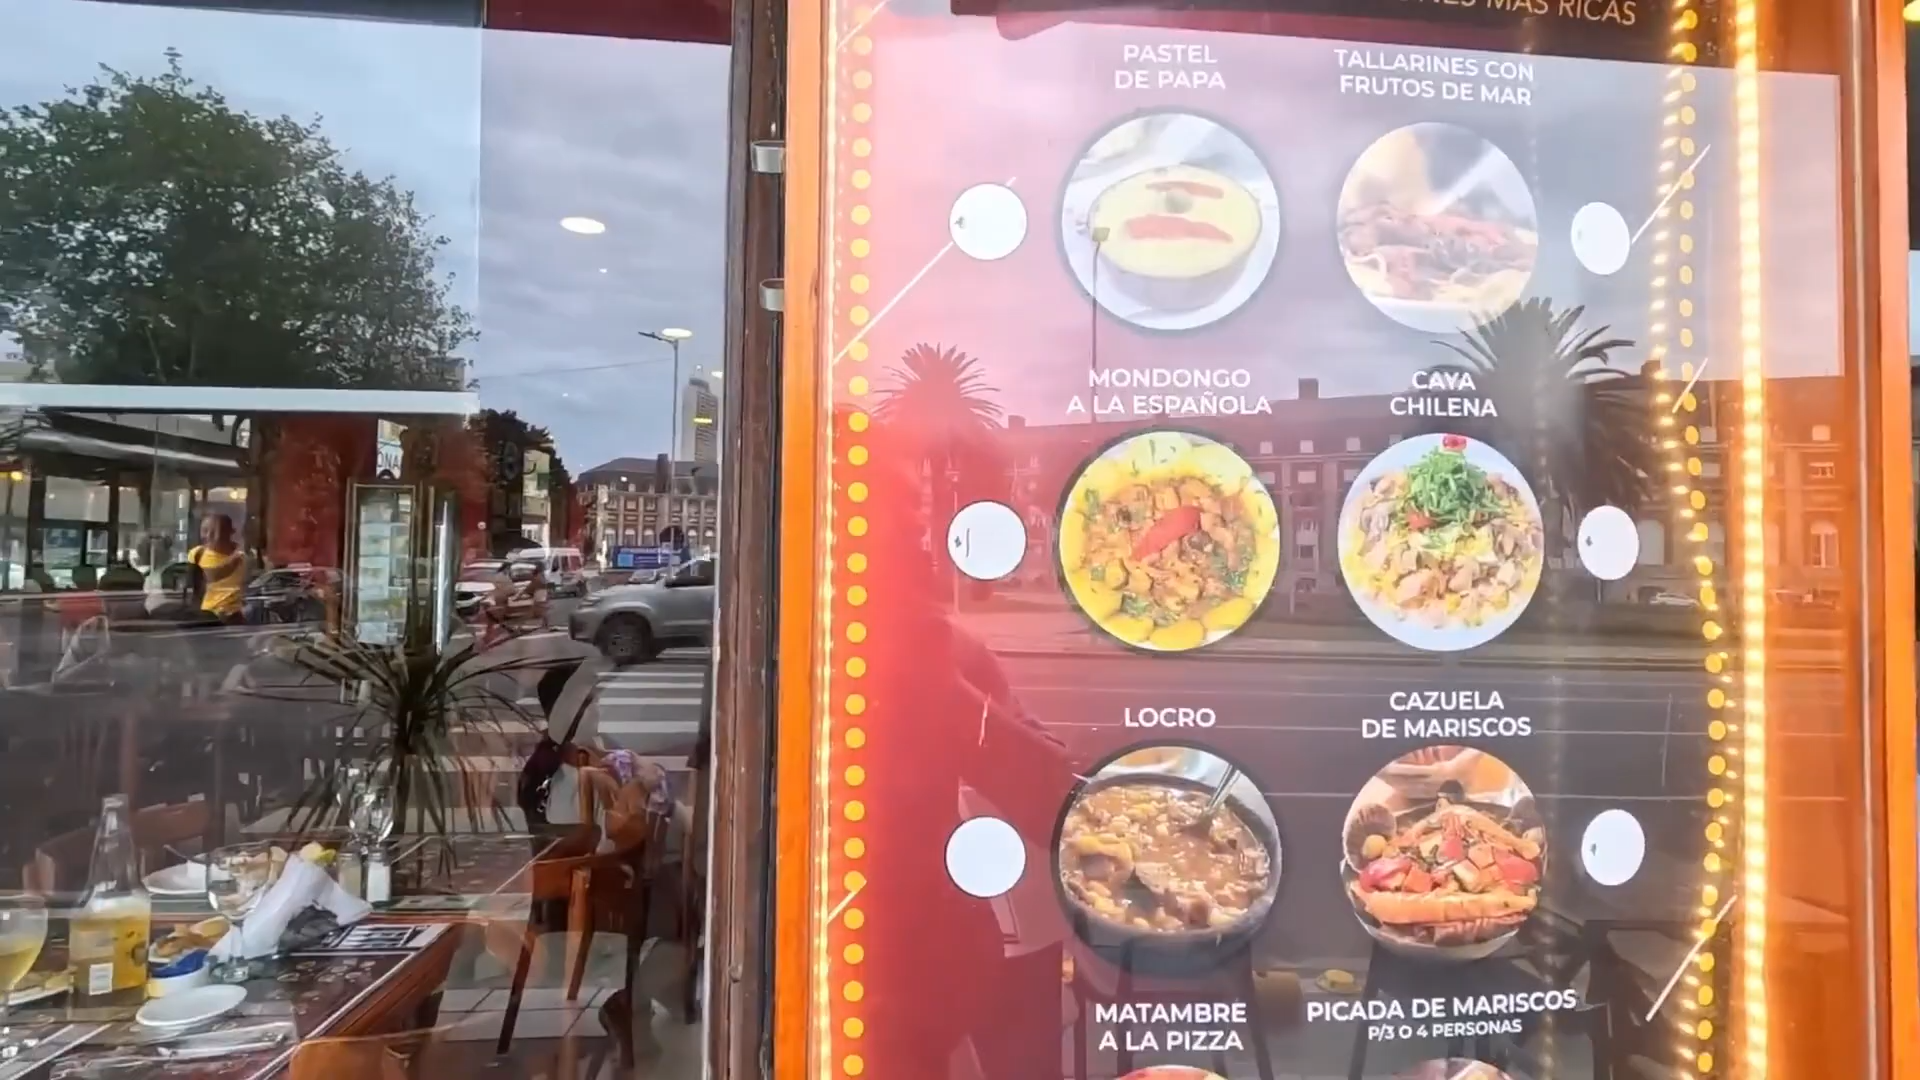 MAS RICAS
PASTEL
DE PAPA
TALLARINES CON
FRUTOS DE MAR
MONDONGO
A LA ESPAÑOLA
CAYA
CHILENA
LOCRO
CAZUELA
DE MARISCOS
MATAMBRE
A LA PIZZA
PICADA DE MARISCOS
P/3 O 4 PERSONAS